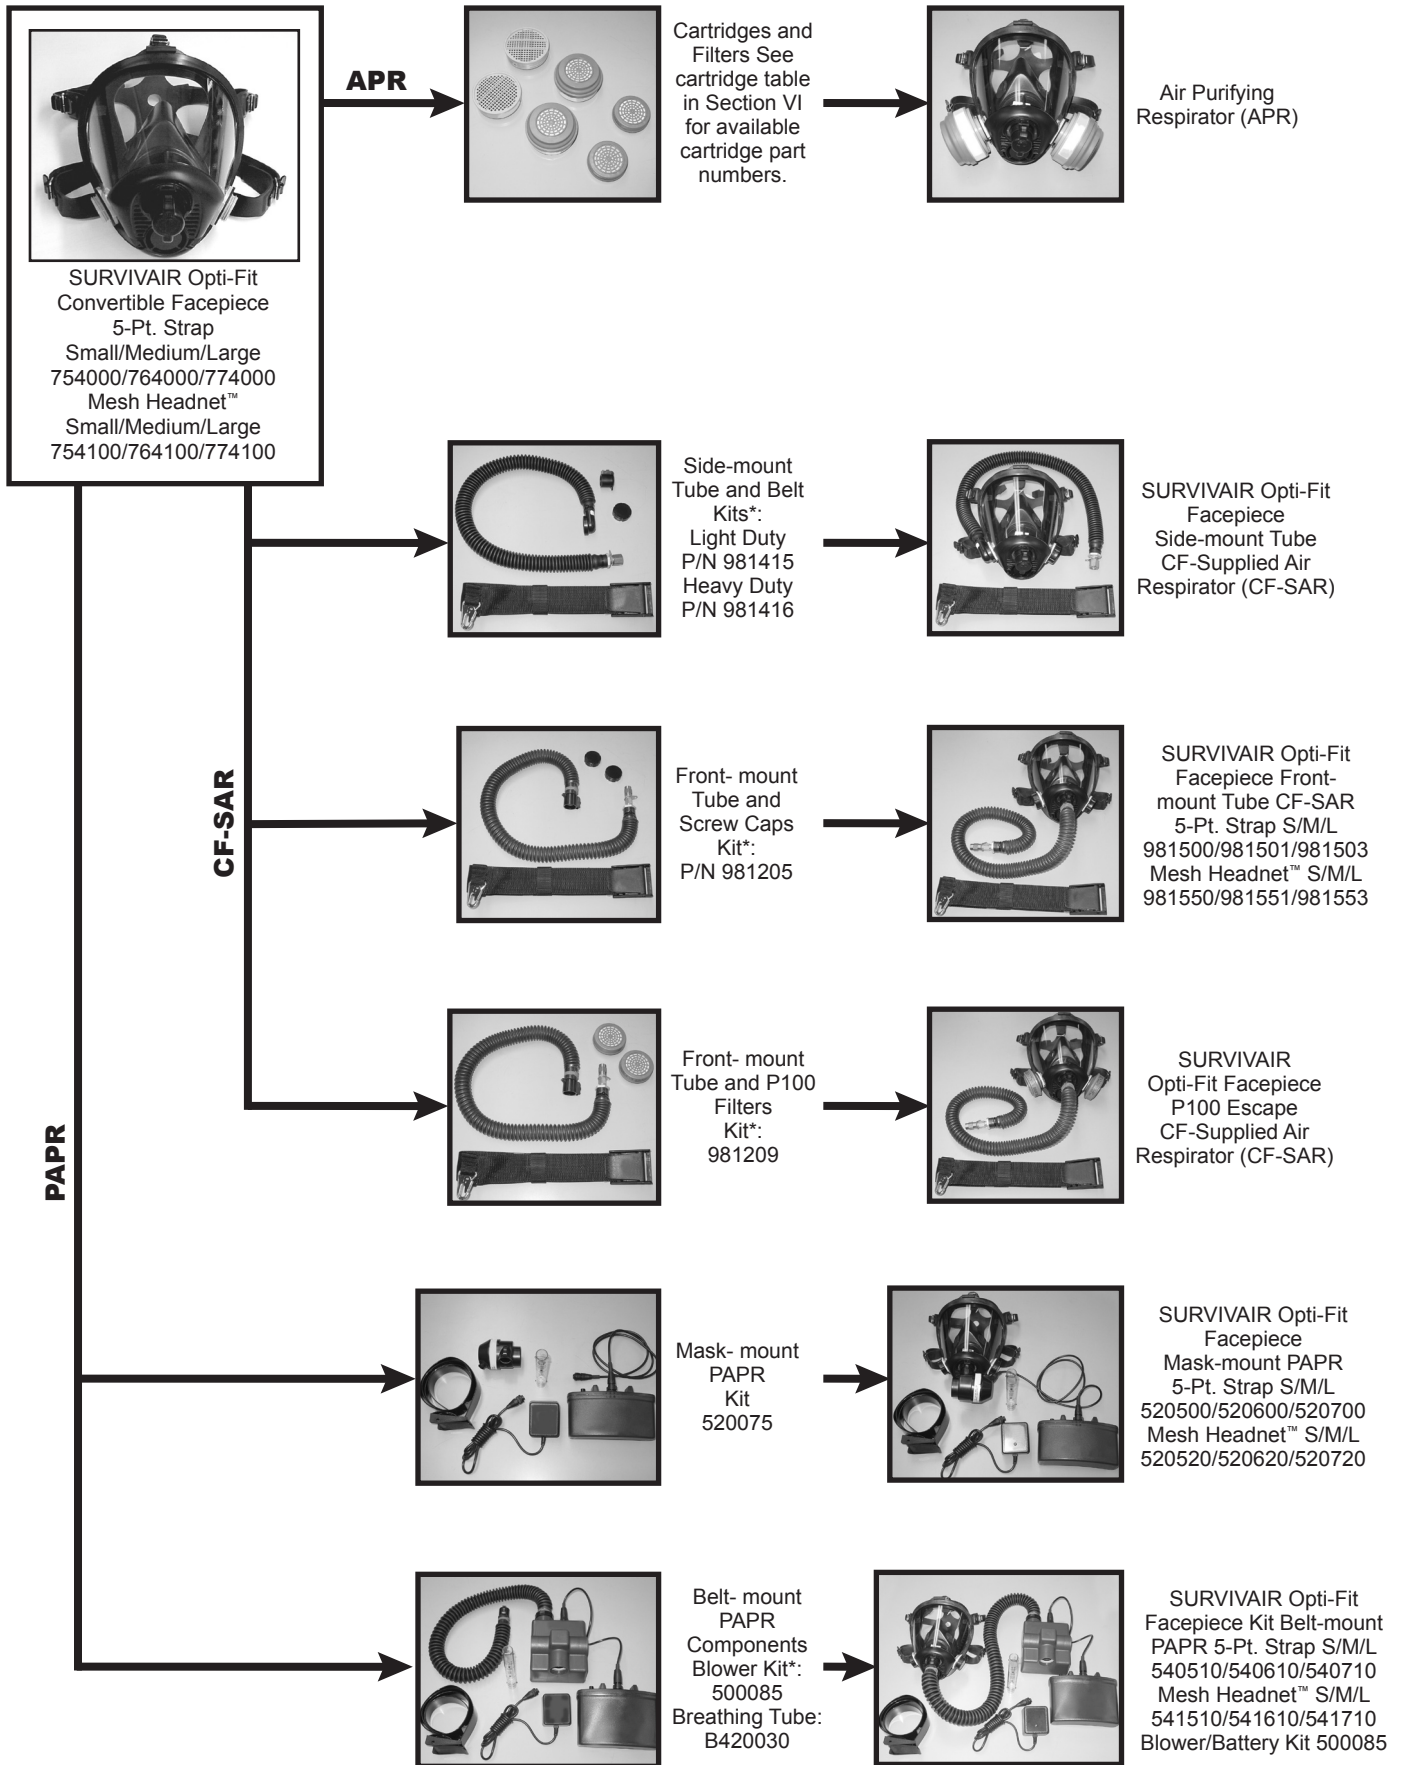 SURVIVAIR Opti-Fit
Convertible Facepiece
5-Pt. Strap
Small/Medium/Large
754000/764000/774000
Mesh Headnet™
Small/Medium/Large
754100/764100/774100
APR
Cartridges and
Filters See
cartridge table
in Section VI
for available
cartridge part
numbers.
Air Purifying
Respirator (APR)
CF-SAR
Side-mount
Tube and Belt
Kits*:
Light Duty
P/N 981415
Heavy Duty
P/N 981416
SURVIVAIR Opti-Fit
Facepiece
Side-mount Tube
CF-Supplied Air
Respirator (CF-SAR)
Front- mount
Tube and
Screw Caps
Kit*:
P/N 981205
SURVIVAIR Opti-Fit
Facepiece Front-
mount Tube CF-SAR
5-Pt. Strap S/M/L
981500/981501/981503
Mesh Headnet™ S/M/L
981550/981551/981553
Front- mount
Tube and P100
Filters
Kit*:
981209
SURVIVAIR
Opti-Fit Facepiece
P100 Escape
CF-Supplied Air
Respirator (CF-SAR)
PAPR
Mask- mount
PAPR
Kit
520075
SURVIVAIR Opti-Fit
Facepiece
Mask-mount PAPR
5-Pt. Strap S/M/L
520500/520600/520700
Mesh Headnet™ S/M/L
520520/520620/520720
Belt- mount
PAPR
Components
Blower Kit*:
500085
Breathing Tube:
B420030
SURVIVAIR Opti-Fit
Facepiece Kit Belt-mount
PAPR 5-Pt. Strap S/M/L
540510/540610/540710
Mesh Headnet™ S/M/L
541510/541610/541710
Blower/Battery Kit 500085